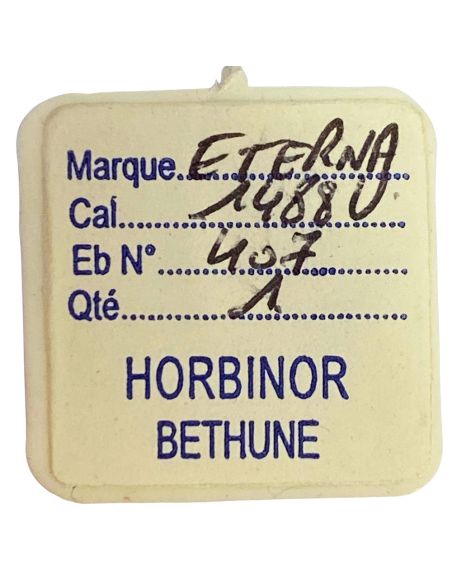 Marque..ETERNA
Cal..1488U
Eb N°..407
Qté..1
HORBINOR
BETHUNE